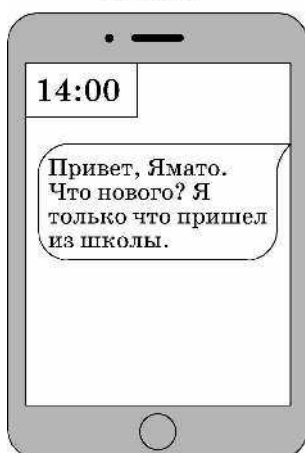 14:00
Привет, Ямато.
Что нового? Я
только что пришел
из школы.